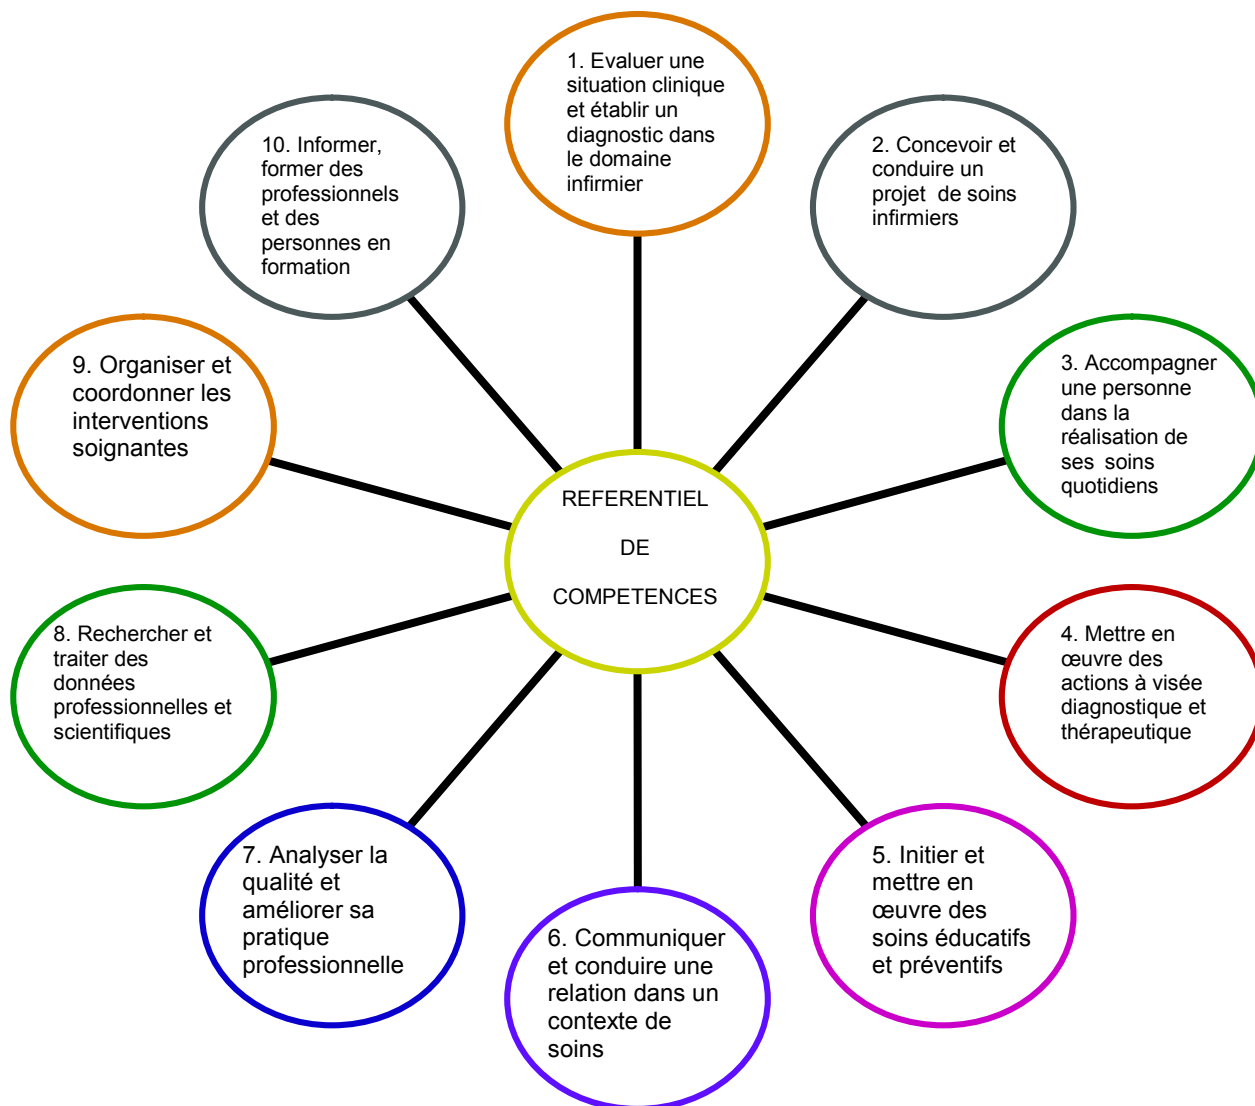 1. Evaluer une
situation clinique
et établir un
diagnostic dans
le domaine
infirmier
2. Concevoir et
conduire un
projet de soins
infirmiers
3. Accompagner
une personne
dans la
réalisation de
ses soins
quotidiens
4. Mettre en
œuvre des
actions à visée
diagnostique et
thérapeutique
5. Initier et
mettre en
œuvre des
soins éducatifs
et préventifs
6. Communiquer
et conduire une
relation dans un
contexte de
soins
7. Analyser la
qualité et
améliorer sa
pratique
professionnelle
8. Rechercher et
traiter des
données
professionnelles et
scientifiques
9. Organiser et
coordonner les
interventions
soignantes
10. Informer,
former des
professionnels
et des
personnes en
formation
REFERENTIEL
DE
COMPETENCES